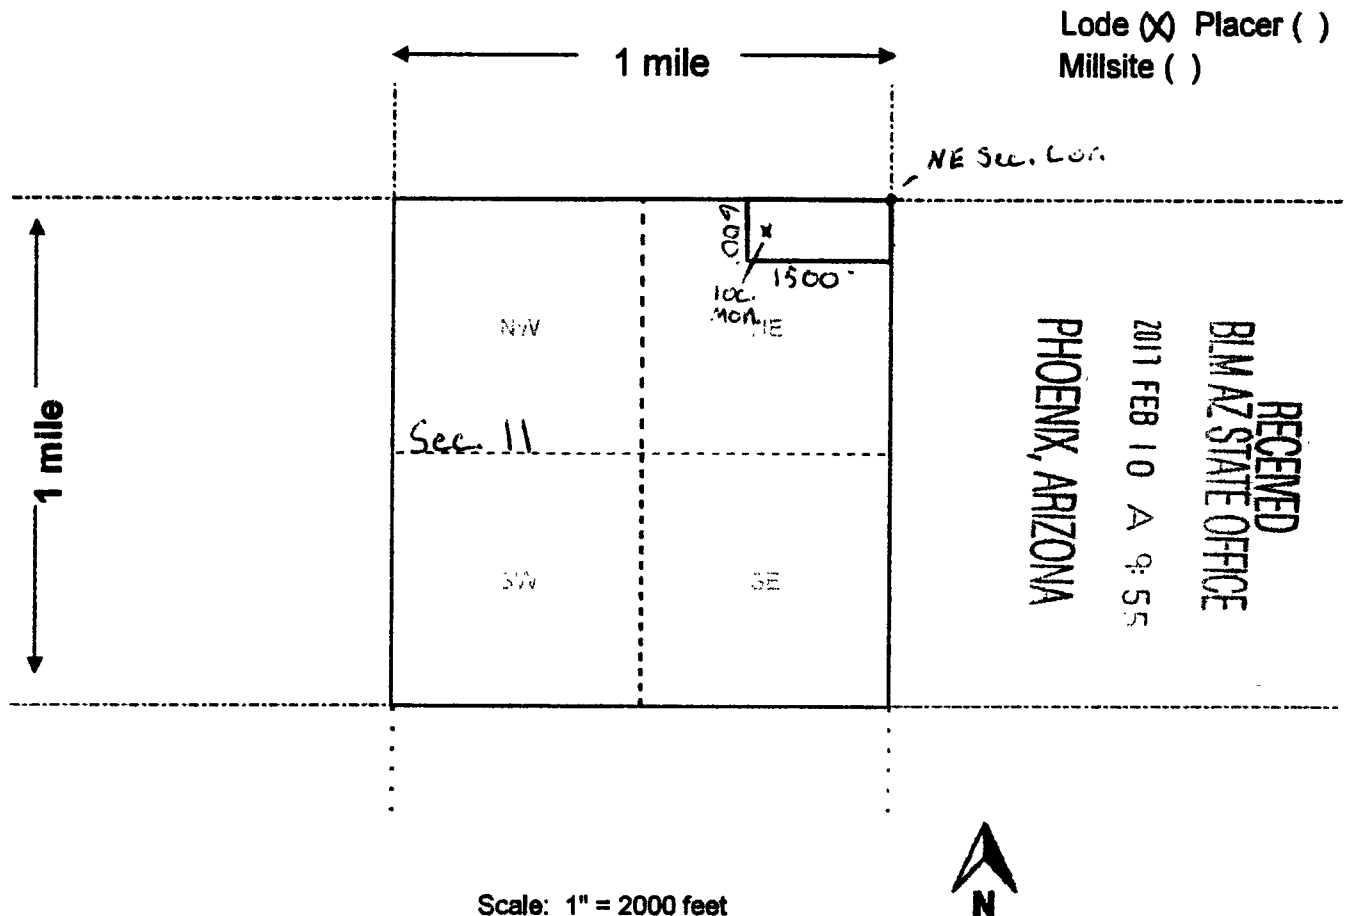 Lode (X) Placer ( )
Millsite ( )
1 mile
NE Sec. Cor.
600'
x
1500'
loc.
mon.
NW
NE
1 mile
Sec. 11
SW
SE
RECEIVED
BLM AZ STATE OFFICE
2017 FEB 10 A 9:55
PHOENIX, ARIZONA
Scale: 1" = 2000 feet
N